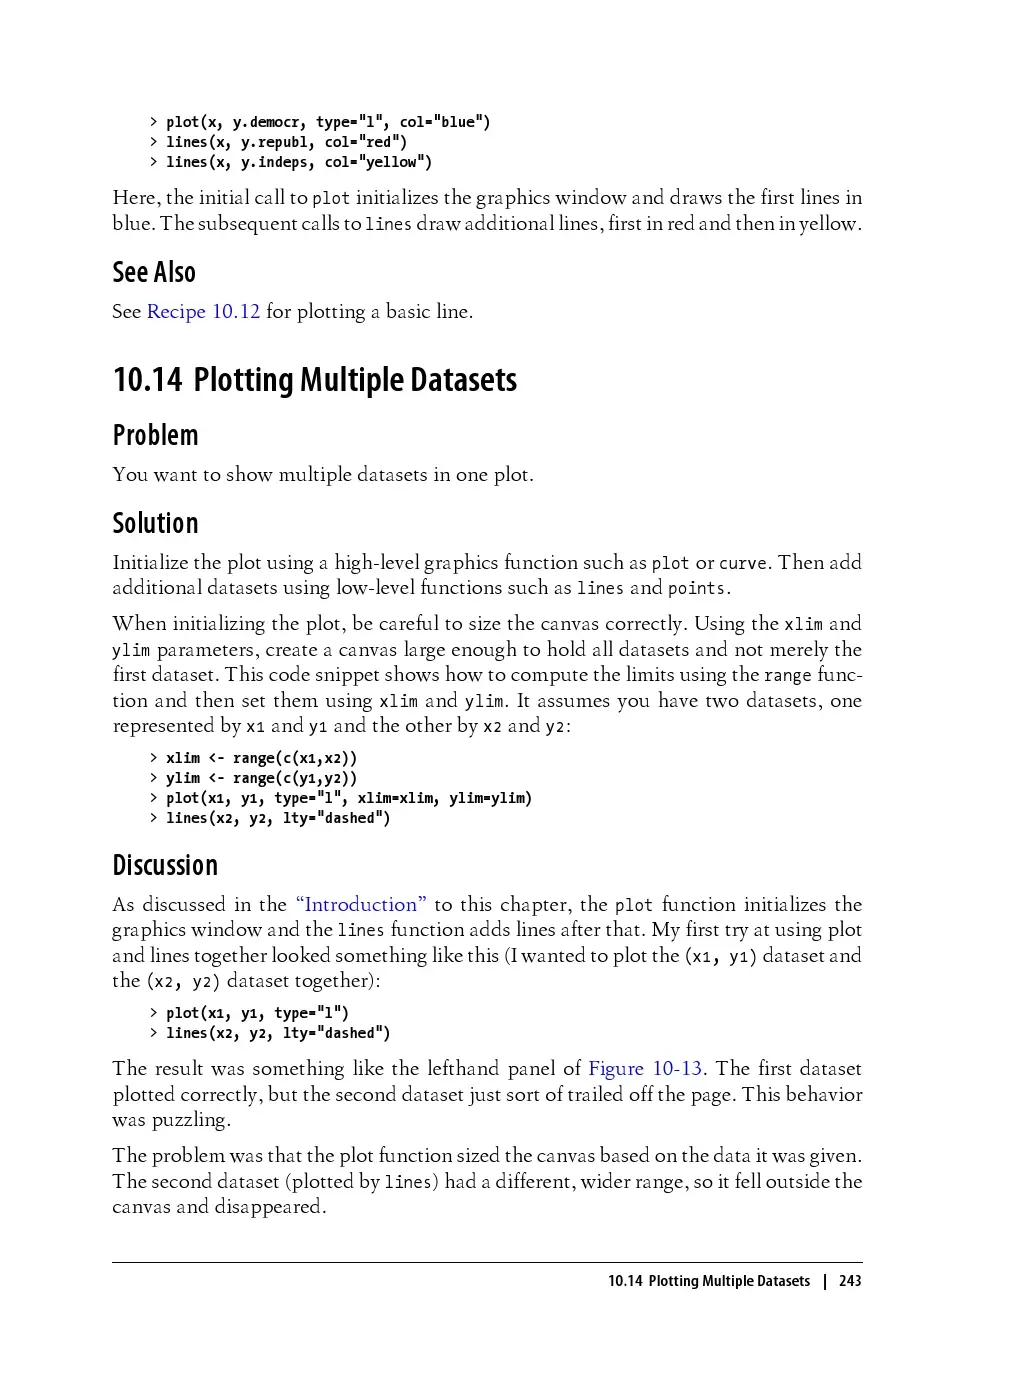 > plot(x, y.democr, type="l", col="blue")
> lines(x, y.republ, col="red")
> lines(x, y.indeps, col="yellow")
Here, the initial call to plot initializes the graphics window and draws the first lines in
blue. The subsequent calls to lines draw additional lines, first in red and then in yellow.
See Also
See Recipe 10.12 for plotting a basic line.
10.14 Plotting Multiple Datasets
Problem
You want to show multiple datasets in one plot.
Solution
Initialize the plot using a high-level graphics function such as plot or curve. Then add
additional datasets using low-level functions such as lines and points.
When initializing the plot, be careful to size the canvas correctly. Using the xlim and
ylim parameters, create a canvas large enough to hold all datasets and not merely the
first dataset. This code snippet shows how to compute the limits using the range func-
tion and then set them using xlim and ylim. It assumes you have two datasets, one
represented by x1 and y1 and the other by x2 and y2:
> xlim <- range(c(x1,x2))
> ylim <- range(c(y1,y2))
> plot(x1, y1, type="l", xlim=xlim, ylim=ylim)
> lines(x2, y2, lty="dashed")
Discussion
As discussed in the “Introduction” to this chapter, the plot function initializes the
graphics window and the lines function adds lines after that. My first try at using plot
and lines together looked something like this (I wanted to plot the (x1, y1) dataset and
the (x2, y2) dataset together):
> plot(x1, y1, type="l")
> lines(x2, y2, lty="dashed")
The result was something like the lefthand panel of Figure 10-13. The first dataset
plotted correctly, but the second dataset just sort of trailed off the page. This behavior
was puzzling.
The problem was that the plot function sized the canvas based on the data it was given.
The second dataset (plotted by lines) had a different, wider range, so it fell outside the
canvas and disappeared.
10.14 Plotting Multiple Datasets | 243